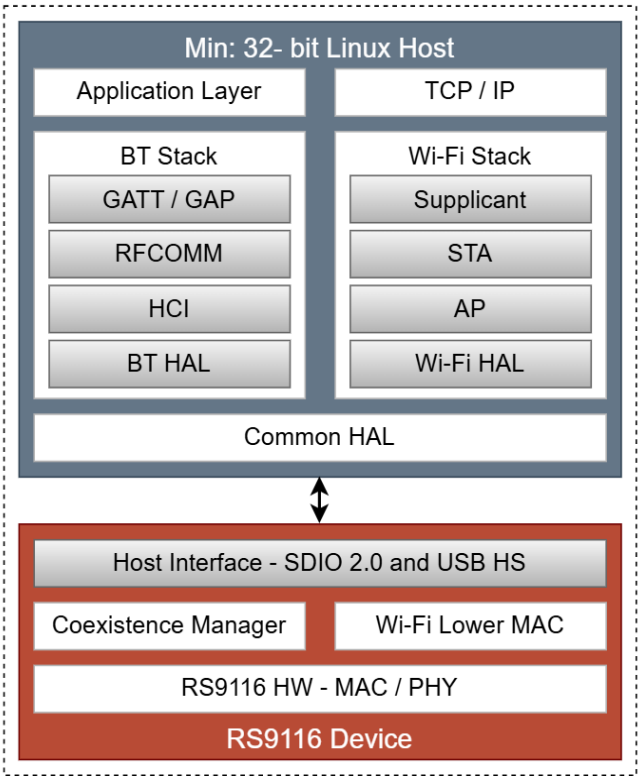 Min: 32- bit Linux Host
Application Layer
TCP / IP
BT Stack
GATT / GAP
RFCOMM
HCI
BT HAL
Wi-Fi Stack
Supplicant
STA
AP
Wi-Fi HAL
Common HAL
Host Interface - SDIO 2.0 and USB HS
Coexistence Manager
Wi-Fi Lower MAC
RS9116 HW - MAC / PHY
RS9116 Device